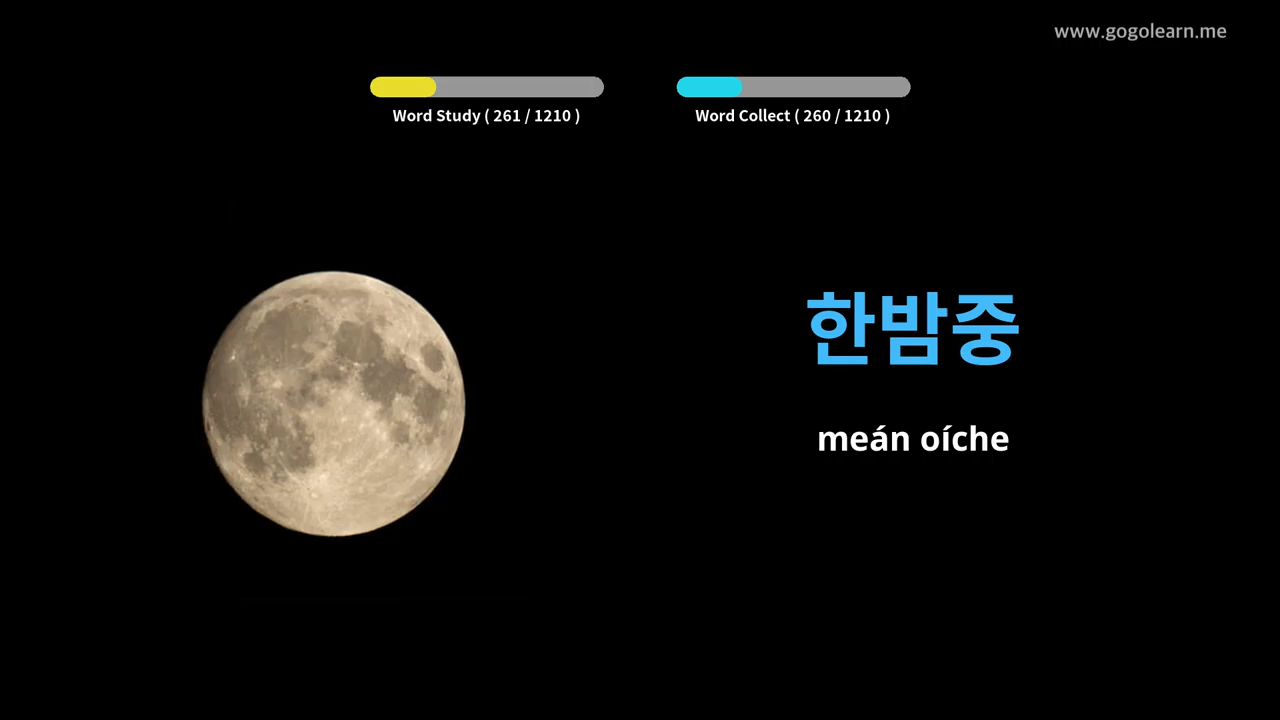 www.gogolearn.me
Word Study ( 261 / 1210 )
Word Collect ( 260 / 1210 )
한밤중
meán oíche